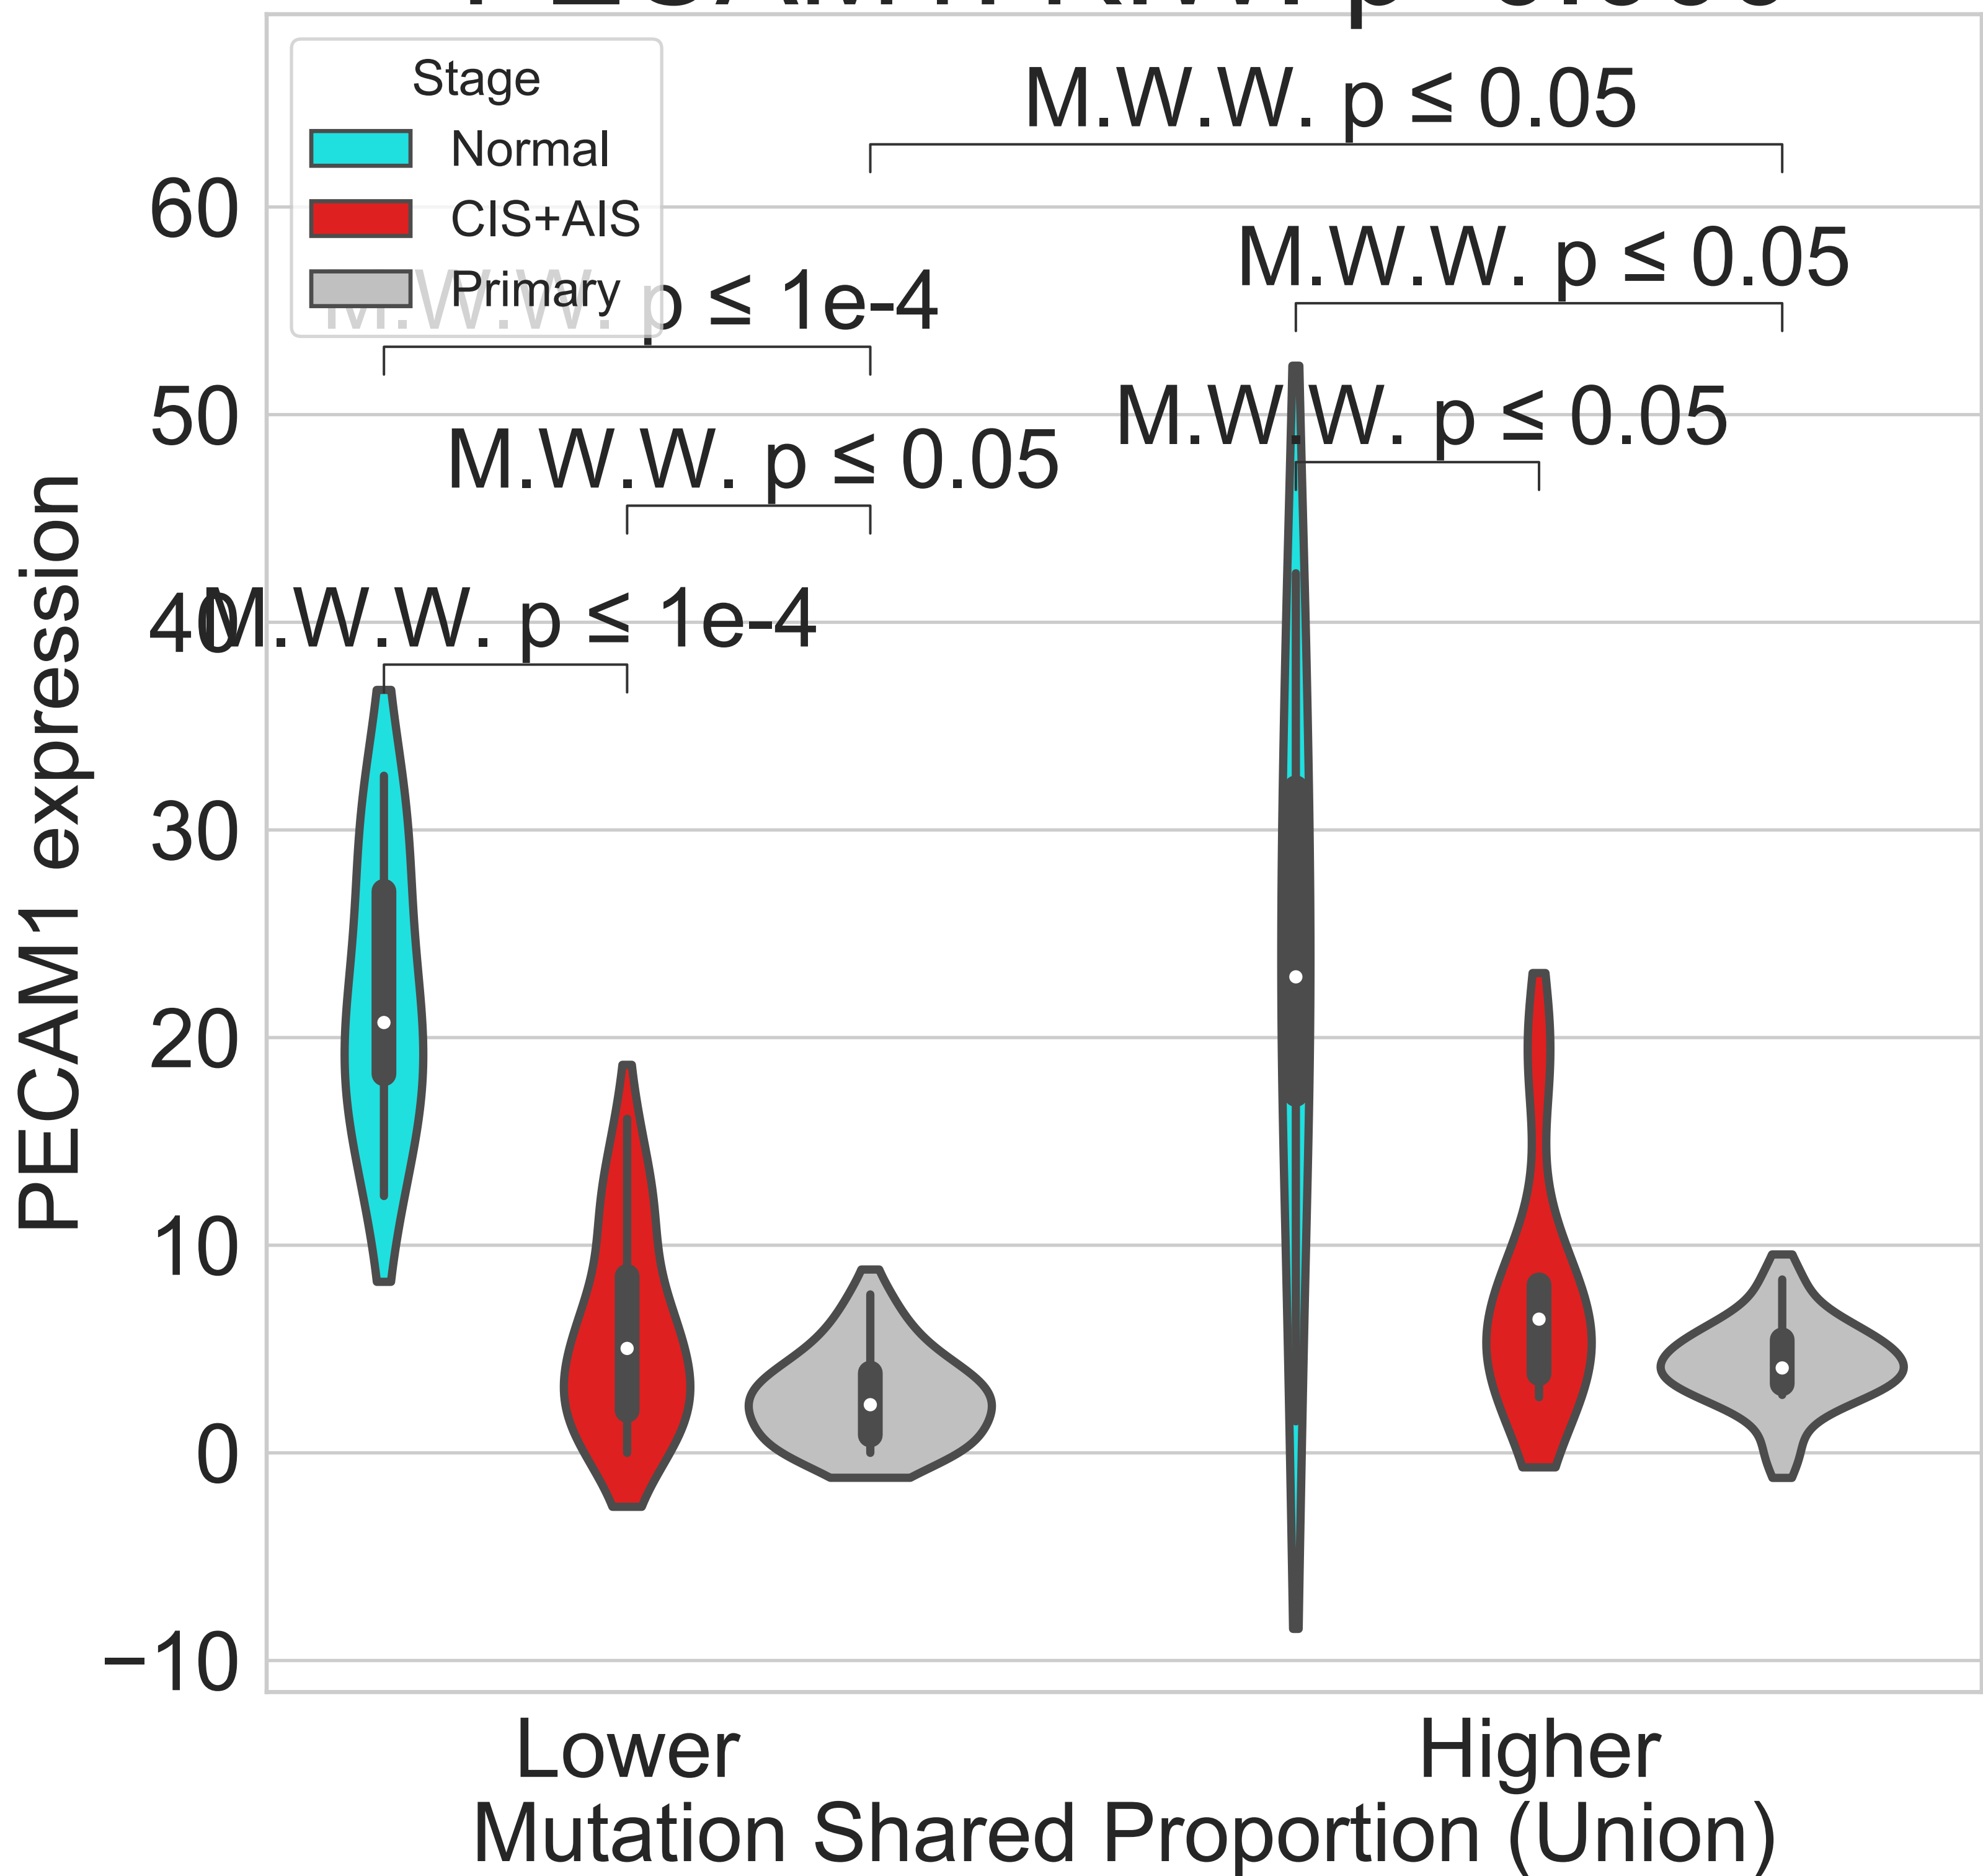 Stage
Normal
CIS+AIS
Primary
M.W.W. p ≤ 0.05
M.W.W. p ≤ 0.05
M.W.W. p ≤ 1e-4
M.W.W. p ≤ 0.05
M.W.W. p ≤ 0.05
M.W.W. p ≤ 1e-4
60
50
40
30
20
10
0
−10
PECAM1 expression
Lower
Higher
Mutation Shared Proportion (Union)